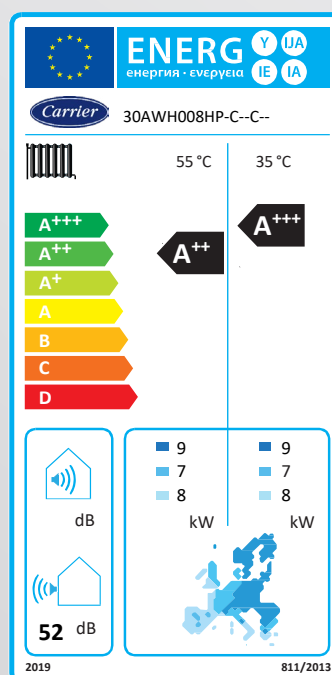 ENERG Y IJA
енергия · ενεργεια IE IA
Carrier 30AWH008HP-C--C--
55 °C 35 °C
A+++
A++
A+
A
B
C
D
A++
A+++
9 9
7 7
8 8
kW kW
dB
52 dB
2019 811/2013